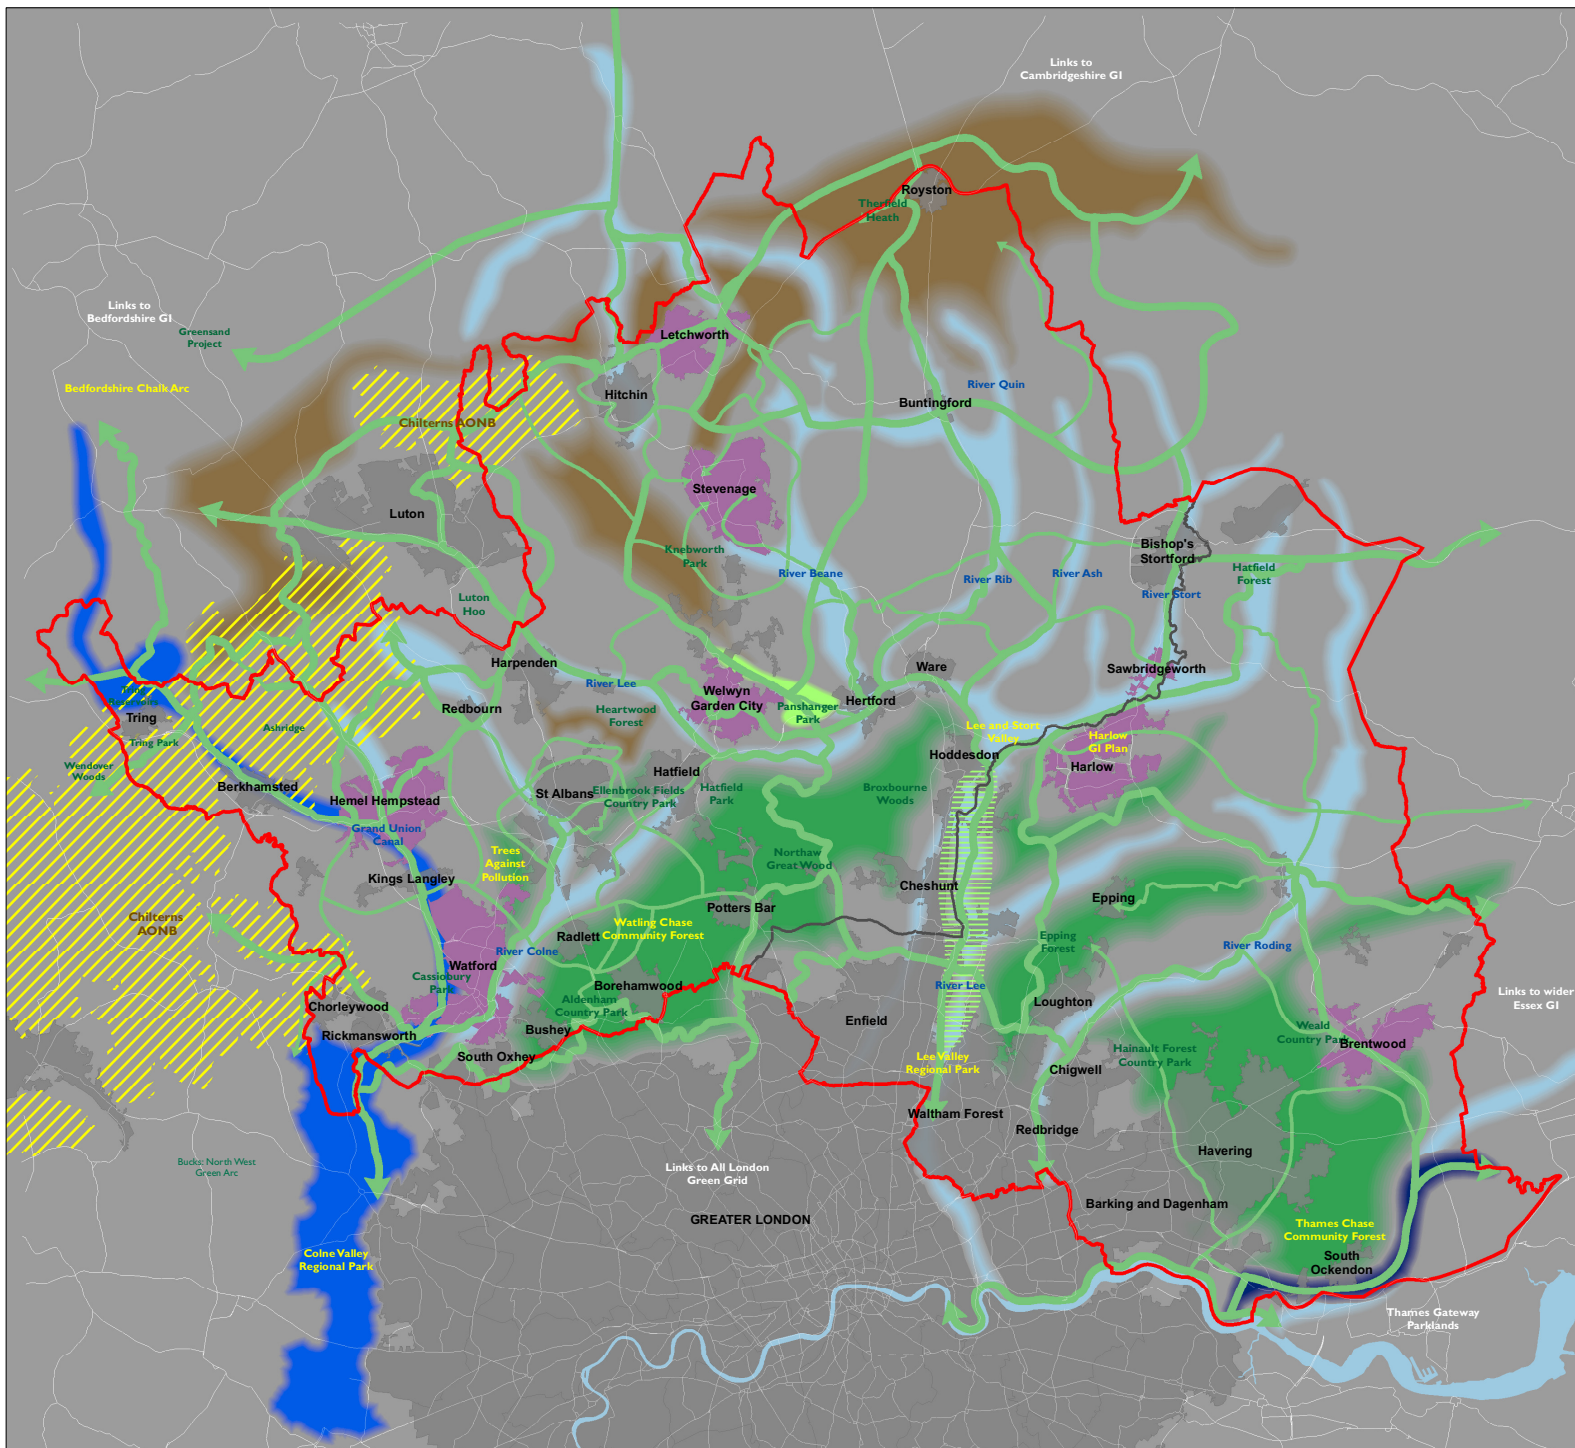 Links to
Cambridgeshire GI
Royston
Therfield
Heath
Links to
Bedfordshire GI
Greensand
Project
Letchworth
Bedfordshire Chalk Arc
River Quin
Hitchin
Buntingford
Chilterns AONB
Stevenage
Luton
Bishop's
Stortford
Knebworth
Park
River Beane
River Rib
River Ash
Hatfield
Forest
River Stort
Luton
Hoo
Harpenden
Ware
Sawbridgeworth
River Lee
Welwyn
Garden City
Hertford
Reservoirs
Tring
Redbourn
Heartwood
Forest
Panshanger
Park
Ashridge
Lee and Stort
Valley
Harlow
GI Plan
Tring Park
Hoddesdon
Harlow
Wendover
Woods
Hatfield
Berkhamsted
Hemel Hempstead
St Albans
Ellenbrook Fields
Country Park
Hatfield
Park
Broxbourne
Woods
Grand Union
Canal
Trees
Against
Pollution
Northaw
Great Wood
Kings Langley
Cheshunt
Epping
Potters Bar
Chilterns
AONB
Watling Chase
Community Forest
Radlett
Epping
Forest
River Colne
River Roding
Watford
Cassiobury
Park
Borehamwood
River Lee
Links to wider
Essex GI
Chorleywood
Aldenham
Country Park
Loughton
Rickmansworth
Bushey
Enfield
Weald
Country Park
Brentwood
South Oxhey
Lee Valley
Regional Park
Hainault Forest
Country Park
Chigwell
Waltham Forest
Redbridge
Havering
Bucks: North West
Green Arc
Links to All London
Green Grid
Barking and Dagenham
GREATER LONDON
Thames Chase
Community Forest
Colne Valley
Regional Park
South
Ockendon
Thames Gateway
Parklands